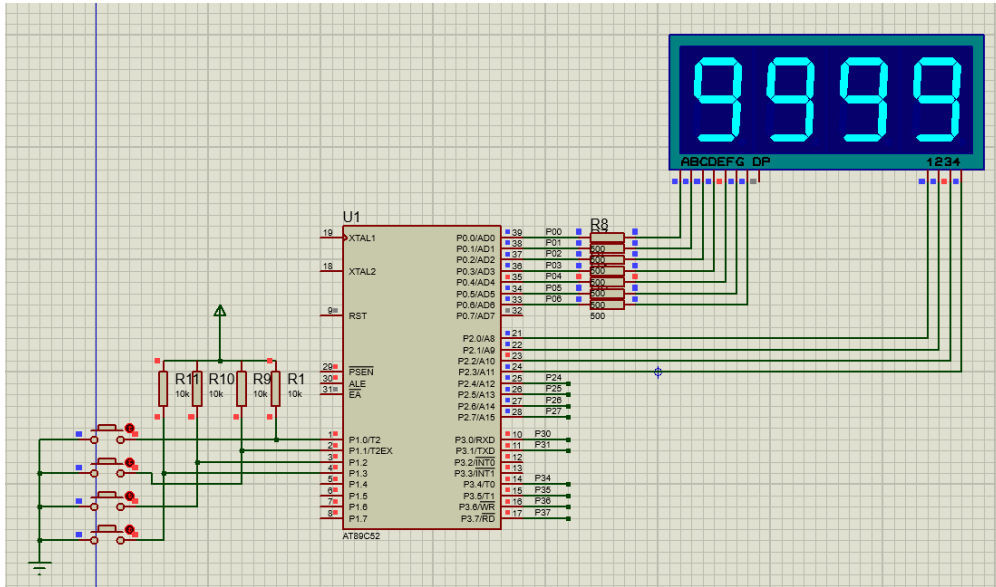 9999
ABCDEFG DP
1234
U1
R8
19
XTAL1
P0.0/AD0
39
P00
P0.1/AD1
38
P01
500
P0.2/AD2
37
P02
18
XTAL2
P0.3/AD3
36
P03
500
P0.4/AD4
35
P04
P0.5/AD5
34
P05
500
P0.6/AD6
33
P06
500
9
RST
P0.7/AD7
32
500
P2.0/A8
21
P2.1/A9
22
P2.2/A10
23
29
PSEN
P2.3/A11
24
30
ALE
P2.4/A12
25
P24
31
EA
P2.5/A13
26
P25
P2.6/A14
27
P26
P2.7/A15
28
P27
R11
R10
R9
R1
10k
10k
10k
10k
1
P1.0/T2
P3.0/RXD
10
P30
2
P1.1/T2EX
P3.1/TXD
11
P31
3
P1.2
P3.2/INT0
12
4
P1.3
P3.3/INT1
13
5
P1.4
P3.4/T0
14
P34
6
P1.5
P3.5/T1
15
P35
7
P1.6
P3.6/WR
16
P36
8
P1.7
P3.7/RD
17
P37
AT89C52